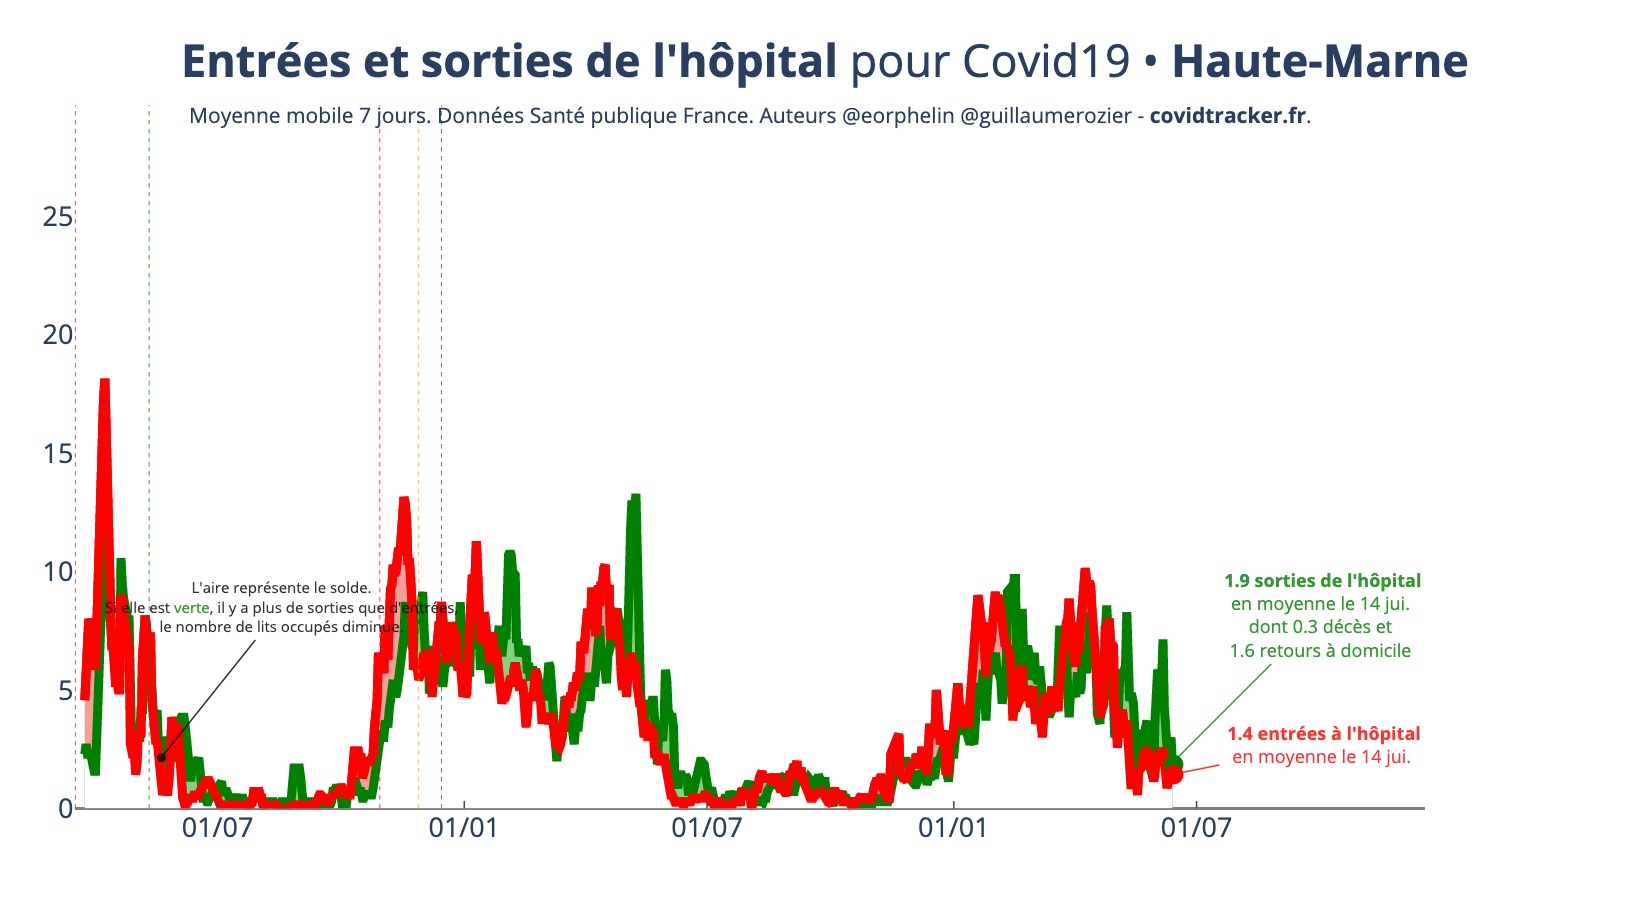 Entrées et sorties de l'hôpital pour Covid19 • Haute-Marne
Moyenne mobile 7 jours. Données Santé publique France. Auteurs @eorphelin @guillaumerozier - covidtracker.fr.
25
20
15
10
5
0
L'aire représente le solde.
Si elle est verte, il y a plus de sorties que d'entrées,
le nombre de lits occupés diminue.
1.9 sorties de l'hôpital
en moyenne le 14 jui.
dont 0.3 décès et
1.6 retours à domicile
1.4 entrées à l'hôpital
en moyenne le 14 jui.
01/07 01/01 01/07 01/01 01/07